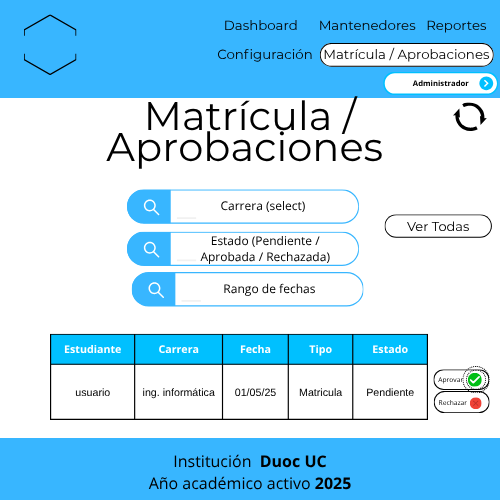 Dashboard Mantenedores Reportes
Configuración Matrícula / Aprobaciones
Administrador
Matrícula /
Aprobaciones
Carrera (select)
Estado (Pendiente /
Aprobada / Rechazada)
Ver Todas
Rango de fechas
Estudiante Carrera Fecha Tipo Estado
usuario ing. informática 01/05/25 Matricula Pendiente
Aprovar
Rechazar
Institución Duoc UC
Año académico activo 2025